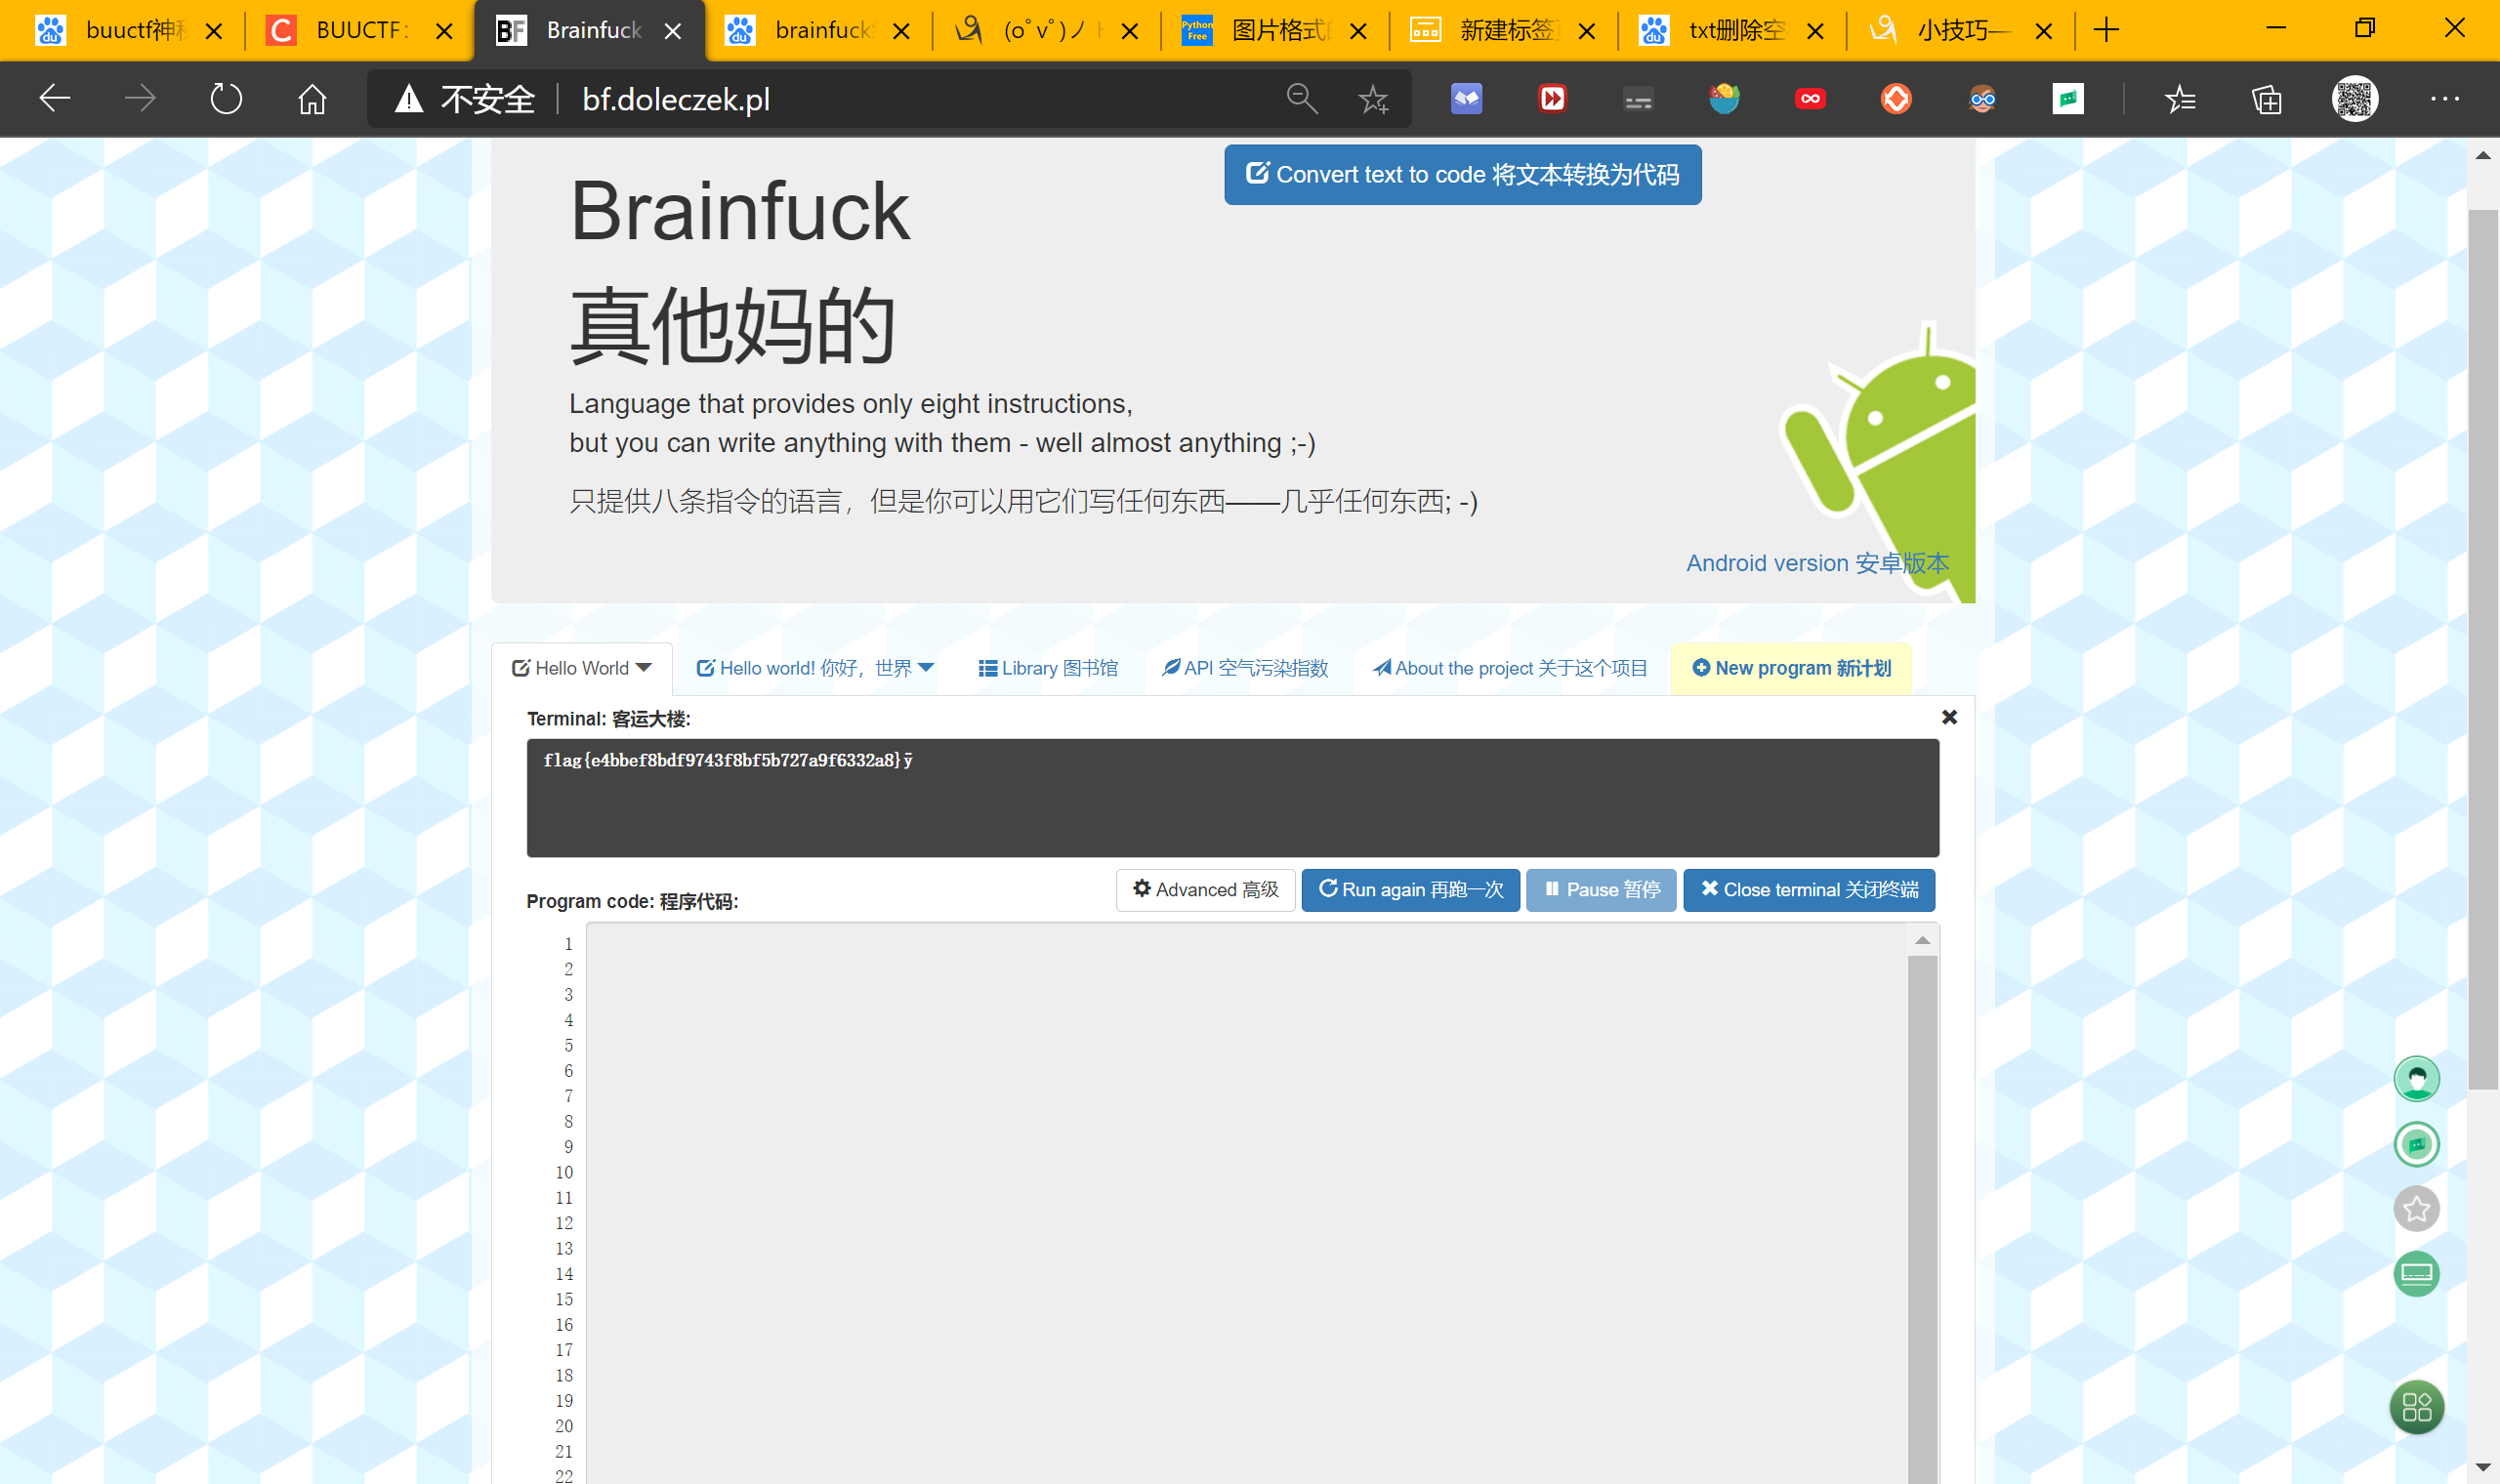 buuctf神秘
BUUCTF:
Brainfuck
brainfuck
(o゚v゚)ノ
图片格式的
新建标签页
txt删除空
小技巧—
不安全
bf.doleczek.pl
Convert text to code 将文本转换为代码
Brainfuck
真他妈的
Language that provides only eight instructions,
but you can write anything with them - well almost anything ;-)
只提供八条指令的语言，但是你可以用它们写任何东西——几乎任何东西; -)
Android version 安卓版本
Hello World
Hello world! 你好，世界
Library 图书馆
API 空气污染指数
About the project 关于这个项目
New program 新计划
Terminal: 客运大楼:
flag{e4bbef8bdf9743f8bf5b727a9f6332a8}ÿ
Advanced 高级
Run again 再跑一次
Pause 暂停
Close terminal 关闭终端
Program code: 程序代码:
1
2
3
4
5
6
7
8
9
10
11
12
13
14
15
16
17
18
19
20
21
22